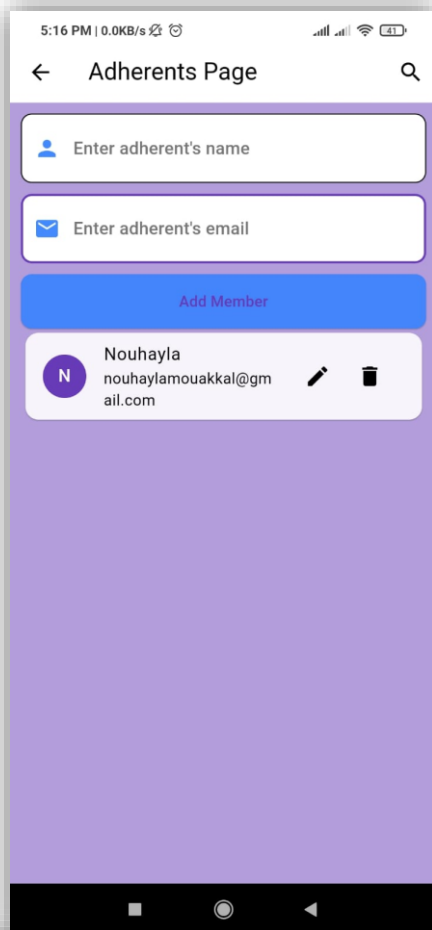 5:16 PM | 0.0KB/s
41
Adherents Page
Enter adherent's name
Enter adherent's email
Add Member
N
Nouhayla
nouhaylamouakkal@gm
ail.com